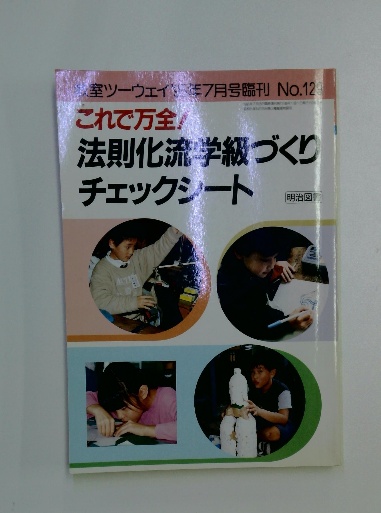 室ツーウェイ 年7月号臨刊 No.129
これで万全!
法則化流学級づくり
チェックシート
明治図